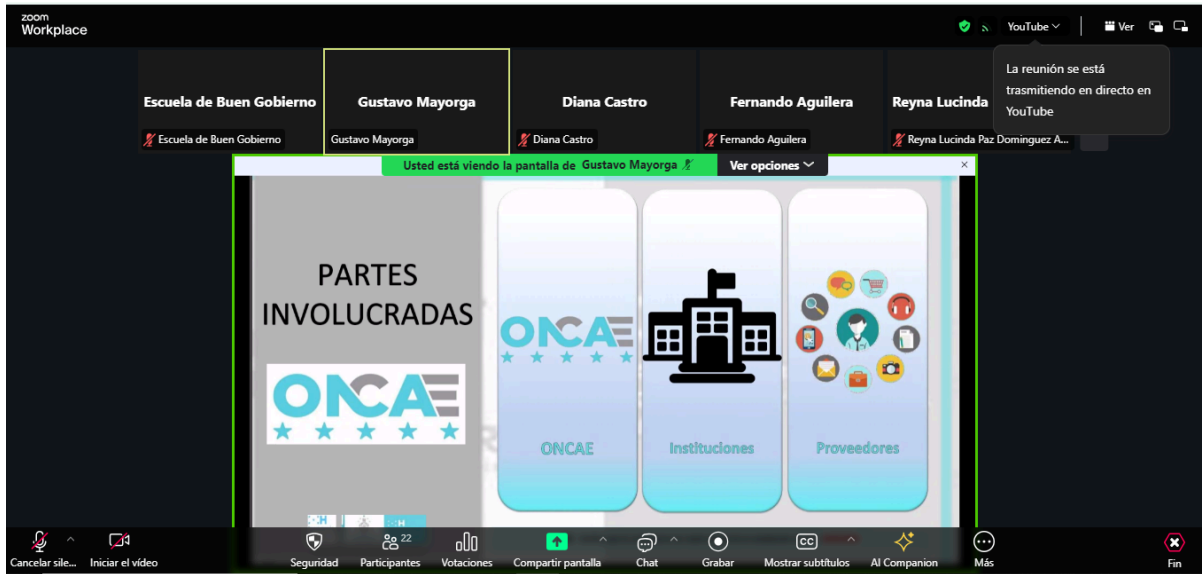 zoom
Workplace
YouTube
Ver
La reunión se está
trasmitiendo en directo en
YouTube
Escuela de Buen Gobierno
Gustavo Mayorga
Diana Castro
Fernando Aguilera
Reyna Lucinda
Escuela de Buen Gobierno
Gustavo Mayorga
Diana Castro
Fernando Aguilera
Reyna Lucinda Paz Dominguez A...
Usted está viendo la pantalla de Gustavo Mayorga
Ver opciones
PARTES
INVOLUCRADAS
ONCAE
ONCAE
ONCAE
Instituciones
Proveedores
Cancelar sile...
Iniciar el vídeo
Seguridad
22
Participantes
Votaciones
Compartir pantalla
Chat
Grabar
CC
Mostrar subtítulos
AI Companion
Más
Fin